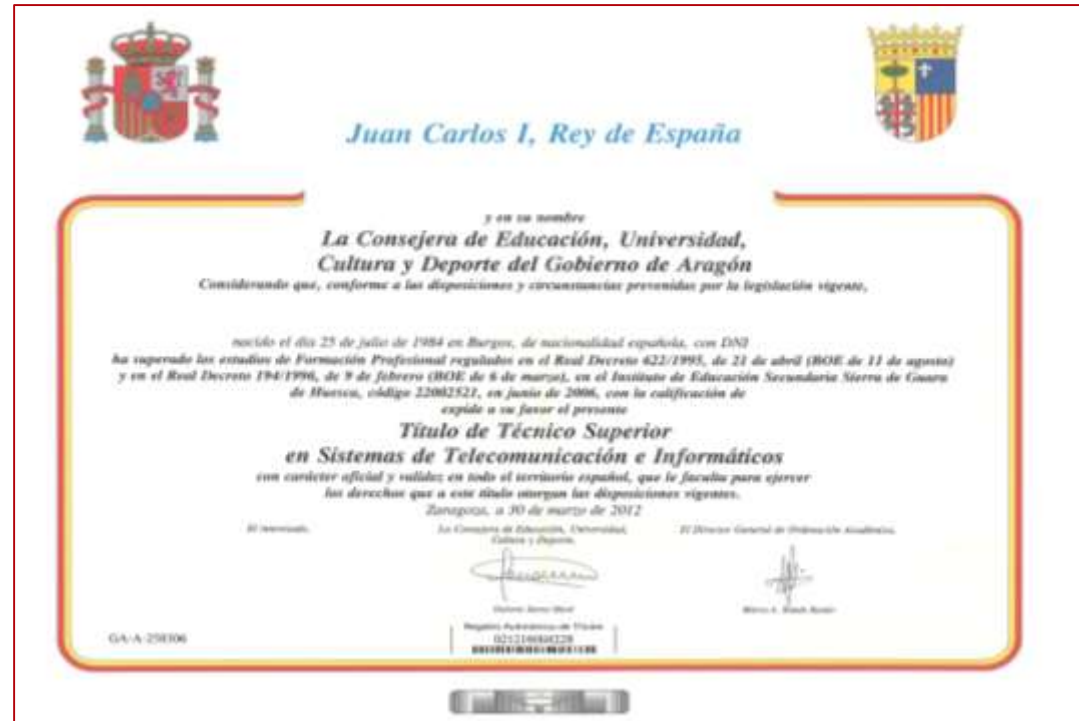 Juan Carlos I, Rey de España
y en su nombre
La Consejera de Educación, Universidad,
Cultura y Deporte del Gobierno de Aragón
Considerando que, conforme a las disposiciones y circunstancias prevenidas por la legislación vigente,
nacido el día 25 de julio de 1984 en Burgos, de nacionalidad española, con DNI
ha superado los estudios de Formación Profesional regulados en el Real Decreto 622/1995, de 21 de abril (BOE de 11 de agosto)
y en el Real Decreto 194/1996, de 9 de febrero (BOE de 6 de marzo), en el Instituto de Educación Secundaria Sierra de Guara
de Huesca, código 22002521, en junio de 2006, con la calificación de
expide a su favor el presente
Título de Técnico Superior
en Sistemas de Telecomunicación e Informáticos
con carácter oficial y validez en todo el territorio español, que le faculta para ejercer
los derechos que a este título otorgan las disposiciones vigentes.
Zaragoza, a 30 de marzo de 2012
El interesado,
La Consejera de Educación, Universidad,
Cultura y Deporte,
El Director General de Ordenación Académica,
Registro Autonómico de Títulos